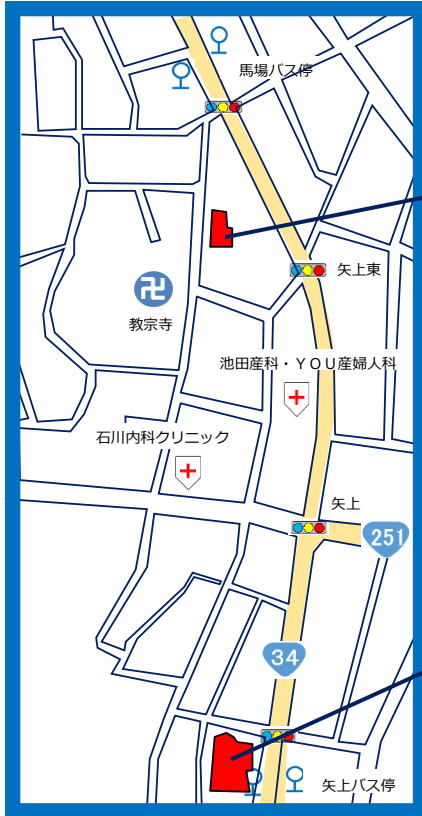 馬場バス停
矢上東
卍
教宗寺
池田産科・ＹＯＵ産婦人科
石川内科クリニック
矢上
251
34
矢上バス停